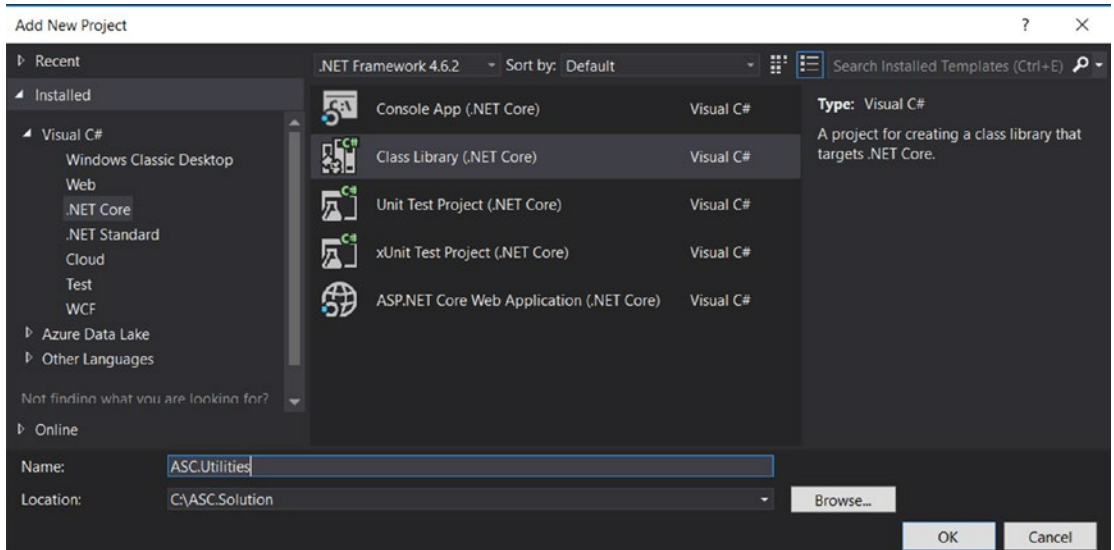 Add New Project
?
Recent
Installed
Visual C#
Windows Classic Desktop
Web
.NET Core
.NET Standard
Cloud
Test
WCF
Azure Data Lake
Other Languages
Not finding what you are looking for?
Online
.NET Framework 4.6.2
Sort by: Default
Search Installed Templates (Ctrl+E)
Console App (.NET Core) Visual C#
Class Library (.NET Core) Visual C#
Unit Test Project (.NET Core) Visual C#
xUnit Test Project (.NET Core) Visual C#
ASP.NET Core Web Application (.NET Core) Visual C#
Type: Visual C#
A project for creating a class library that
targets .NET Core.
Name: ASC.Utilities
Location: C:\ASC.Solution
Browse...
OK
Cancel